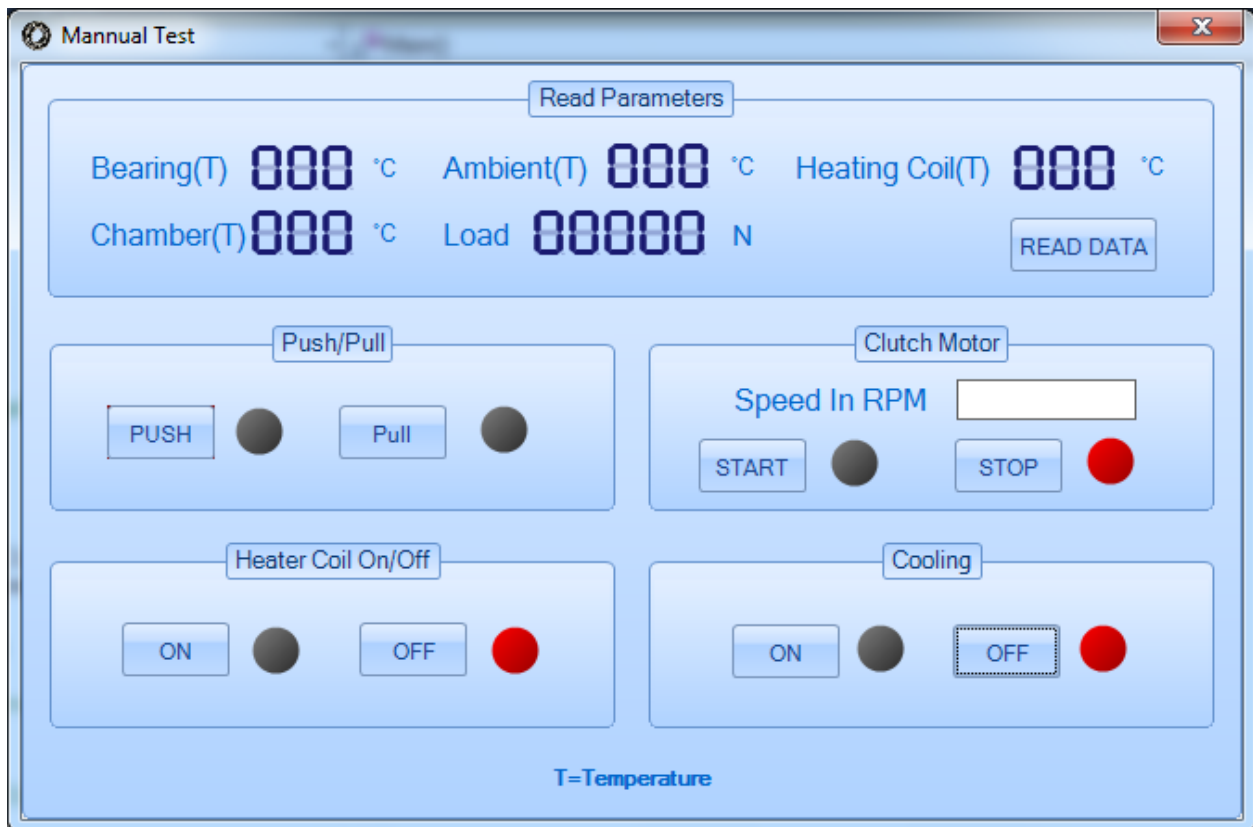 Mannual Test
Read Parameters
Bearing(T) 000 °C Ambient(T) 000 °C Heating Coil(T) 000 °C
Chamber(T) 000 °C Load 00000 N READ DATA
Push/Pull
PUSH Pull
Clutch Motor
Speed In RPM
START STOP
Heater Coil On/Off
ON OFF
Cooling
ON OFF
T=Temperature